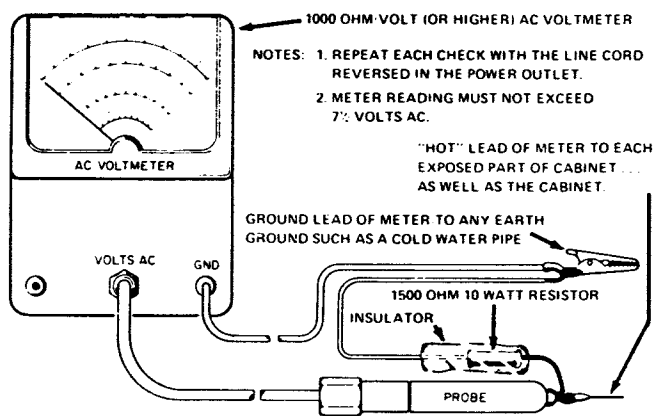 1000 OHM·VOLT (OR HIGHER) AC VOLTMETER
NOTES: 1. REPEAT EACH CHECK WITH THE LINE CORD
REVERSED IN THE POWER OUTLET.
2. METER READING MUST NOT EXCEED
7½ VOLTS AC.
"HOT" LEAD OF METER TO EACH
EXPOSED PART OF CABINET ...
AS WELL AS THE CABINET.
AC VOLTMETER
GROUND LEAD OF METER TO ANY EARTH
GROUND SUCH AS A COLD WATER PIPE
VOLTS AC
GND
1500 OHM 10 WATT RESISTOR
INSULATOR
PROBE